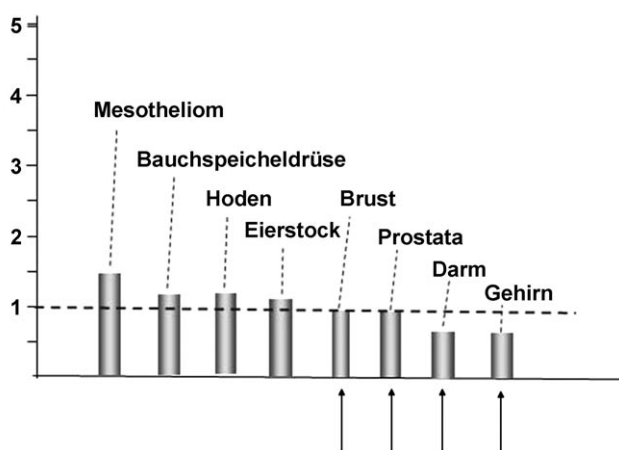 5
4
Mesotheliom
3
Bauchspeicheldrüse
Hoden
Brust
Eierstock
2
Prostata
Darm
Gehirn
1